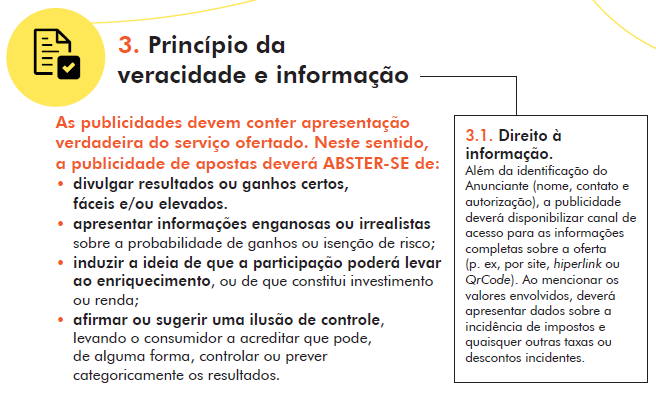 3. Princípio da
veracidade e informação
As publicidades devem conter apresentação
verdadeira do serviço ofertado. Neste sentido,
a publicidade de apostas deverá ABSTER-SE de:
• divulgar resultados ou ganhos certos,
fáceis e/ou elevados.
• apresentar informações enganosas ou irrealistas
sobre a probabilidade de ganhos ou isenção de risco;
• induzir a ideia de que a participação poderá levar
ao enriquecimento, ou de que constitui investimento
ou renda;
• afirmar ou sugerir uma ilusão de controle,
levando o consumidor a acreditar que pode,
de alguma forma, controlar ou prever
categoricamente os resultados.
3.1. Direito à
informação.
Além da identificação do
Anunciante (nome, contato e
autorização), a publicidade
deverá disponibilizar canal de
acesso para as informações
completas sobre a oferta
(p. ex, por site, hiperlink ou
QrCode). Ao mencionar os
valores envolvidos, deverá
apresentar dados sobre a
incidência de impostos e
quaisquer outras taxas ou
descontos incidentes.